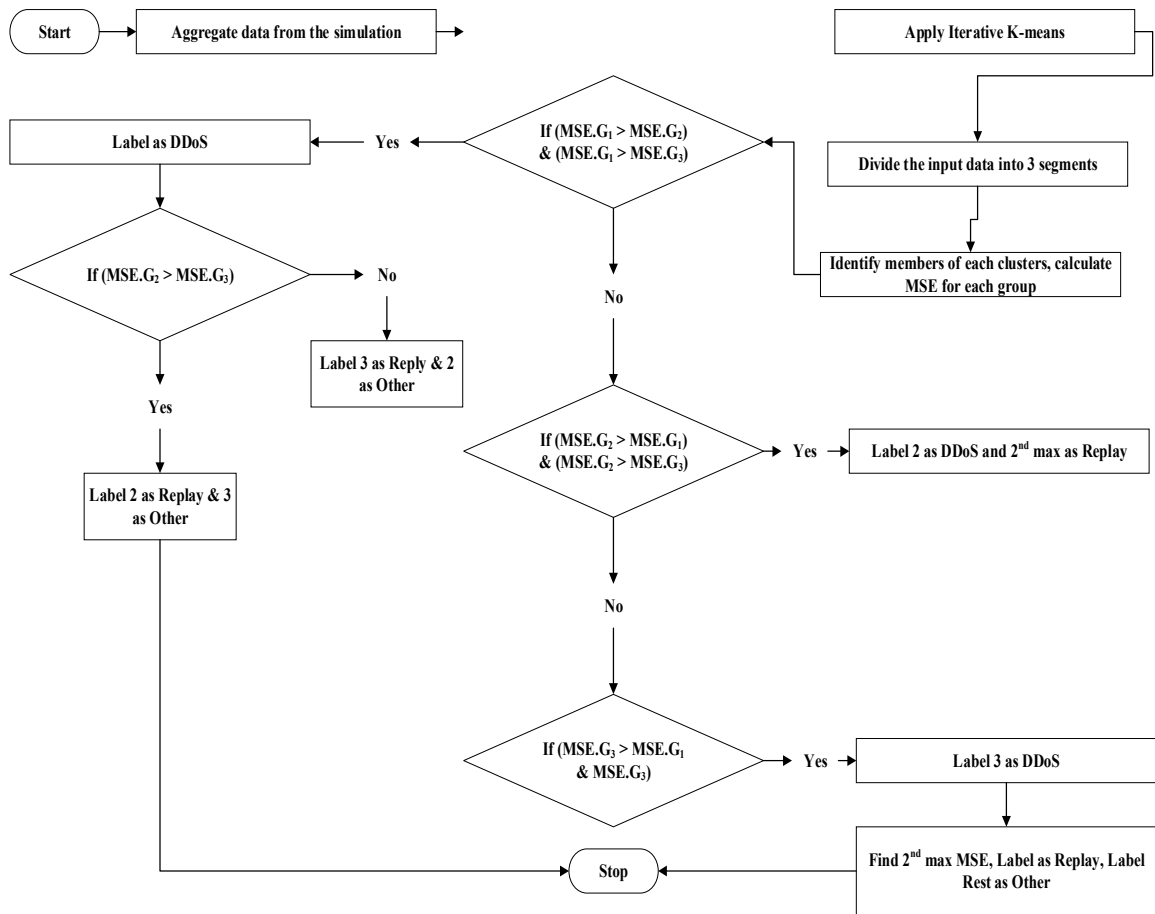 Start
Aggregate data from the simulation
Apply Iterative K-means
Divide the input data into 3 segments
Identify members of each clusters, calculate
MSE for each group
If (MSE.G₁ > MSE.G₂)
& (MSE.G₁ > MSE.G₃)
Yes
Label as DDoS
If (MSE.G₂ > MSE.G₃)
No
Label 3 as Reply & 2
as Other
Yes
Label 2 as Replay & 3
as Other
No
If (MSE.G₂ > MSE.G₁)
& (MSE.G₂ > MSE.G₃)
Yes
Label 2 as DDoS and 2ⁿᵈ max as Replay
No
If (MSE.G₃ > MSE.G₁
& MSE.G₃)
Yes
Label 3 as DDoS
Find 2ⁿᵈ max MSE, Label as Replay, Label
Rest as Other
Stop